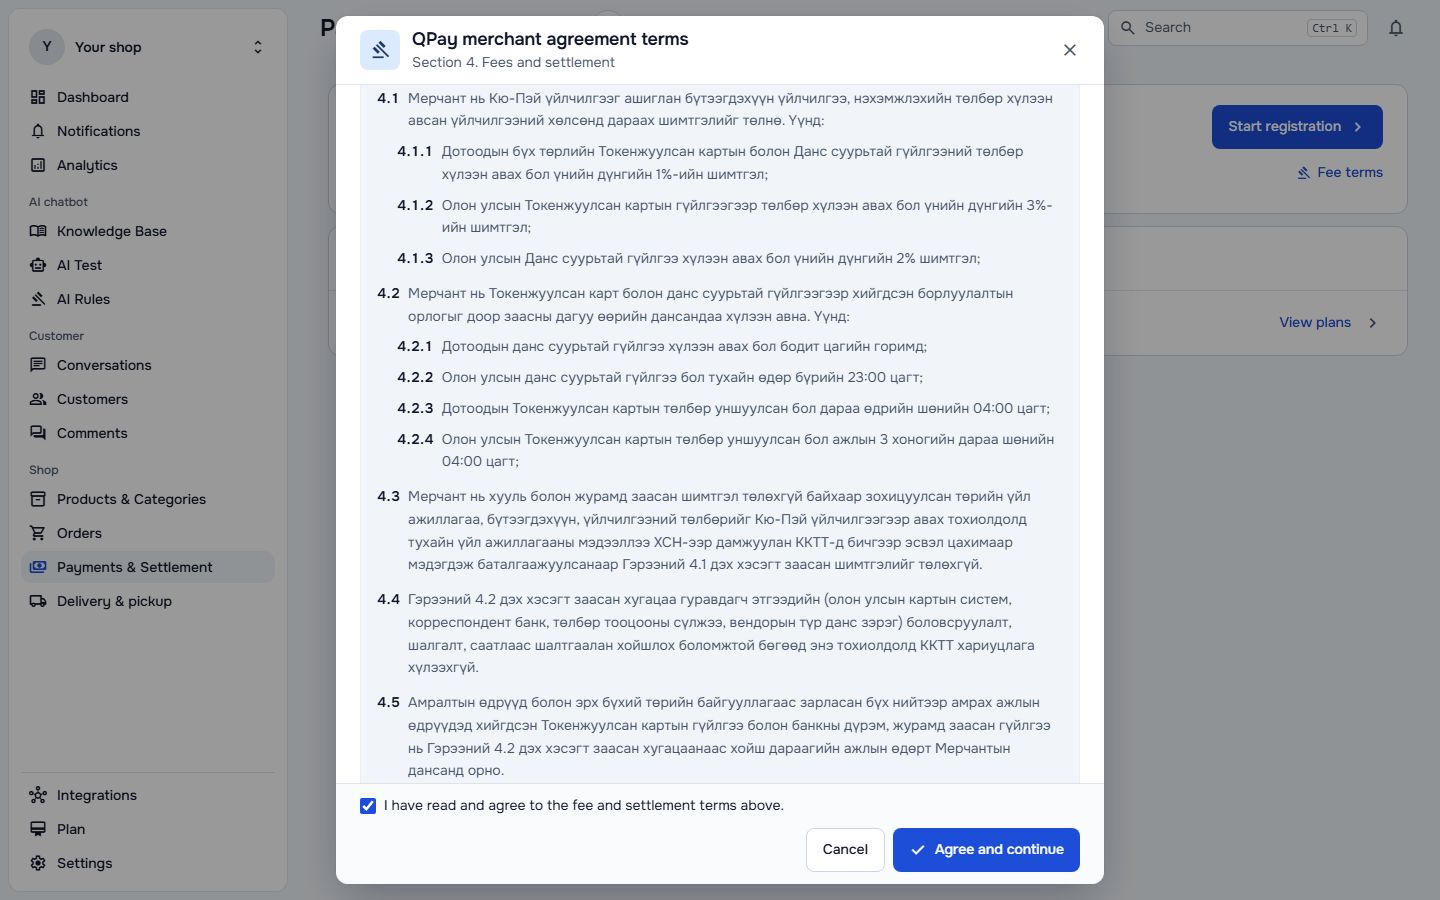 Y
Your shop
Dashboard
Notifications
Analytics
AI chatbot
Knowledge Base
AI Test
AI Rules
Customer
Conversations
Customers
Comments
Shop
Products & Categories
Orders
Payments & Settlement
Delivery & pickup
Integrations
Plan
Settings
P
Search
Ctrl K
Start registration
Fee terms
View plans
QPay merchant agreement terms
Section 4. Fees and settlement
4.1 Мерчант нь Кю-Пэй үйлчилгээг ашиглан бүтээгдэхүүн үйлчилгээ, нэхэмжлэхийн төлбөр хүлээн
авсан үйлчилгээний хөлсөнд дараах шимтгэлийг төлнө. Үүнд:
4.1.1 Дотоодын бүх төрлийн Токенжуулсан картын болон Данс суурьтай гүйлгээний төлбөр
хүлээн авах бол үнийн дүнгийн 1%-ийн шимтгэл;
4.1.2 Олон улсын Токенжуулсан картын гүйлгээгээр төлбөр хүлээн авах бол үнийн дүнгийн 3%-
ийн шимтгэл;
4.1.3 Олон улсын Данс суурьтай гүйлгээ хүлээн авах бол үнийн дүнгийн 2% шимтгэл;
4.2 Мерчант нь Токенжуулсан карт болон данс суурьтай гүйлгээгээр хийгдсэн борлуулалтын
орлогыг доор заасны дагуу өөрийн дансандаа хүлээн авна. Үүнд:
4.2.1 Дотоодын данс суурьтай гүйлгээ хүлээн авах бол бодит цагийн горимд;
4.2.2 Олон улсын данс суурьтай гүйлгээ бол тухайн өдөр бүрийн 23:00 цагт;
4.2.3 Дотоодын Токенжуулсан картын төлбөр уншуулсан бол дараа өдрийн шөнийн 04:00 цагт;
4.2.4 Олон улсын Токенжуулсан картын төлбөр уншуулсан бол ажлын 3 хоногийн дараа шөнийн
04:00 цагт;
4.3 Мерчант нь хууль болон журамд заасан шимтгэл төлөхгүй байхаар зохицуулсан төрийн үйл
ажиллагаа, бүтээгдэхүүн, үйлчилгээний төлбөрийг Кю-Пэй үйлчилгээгээр авах тохиолдолд
тухайн үйл ажиллагааны мэдээллээ ХСН-ээр дамжуулан ККТТ-д бичгээр эсвэл цахимаар
мэдэгдэж баталгаажуулсанаар Гэрээний 4.1 дэх хэсэгт заасан шимтгэлийг төлөхгүй.
4.4 Гэрээний 4.2 дэх хэсэгт заасан хугацаа гуравдагч этгээдийн (олон улсын картын систем,
корреспондент банк, төлбөр тооцооны сүлжээ, вендорын түр данс зэрэг) боловсруулалт,
шалгалт, саатлаас шалтгаалан хойшлох боломжтой бөгөөд энэ тохиолдолд ККТТ хариуцлага
хүлээхгүй.
4.5 Амралтын өдрүүд болон эрх бүхий төрийн байгууллагаас зарласан бүх нийтээр амрах ажлын
өдрүүдэд хийгдсэн Токенжуулсан картын гүйлгээ болон банкны дүрэм, журамд заасан гүйлгээ
нь Гэрээний 4.2 дэх хэсэгт заасан хугацаанаас хойш дараагийн ажлын өдөрт Мерчантын
дансанд орно.
I have read and agree to the fee and settlement terms above.
Cancel
Agree and continue